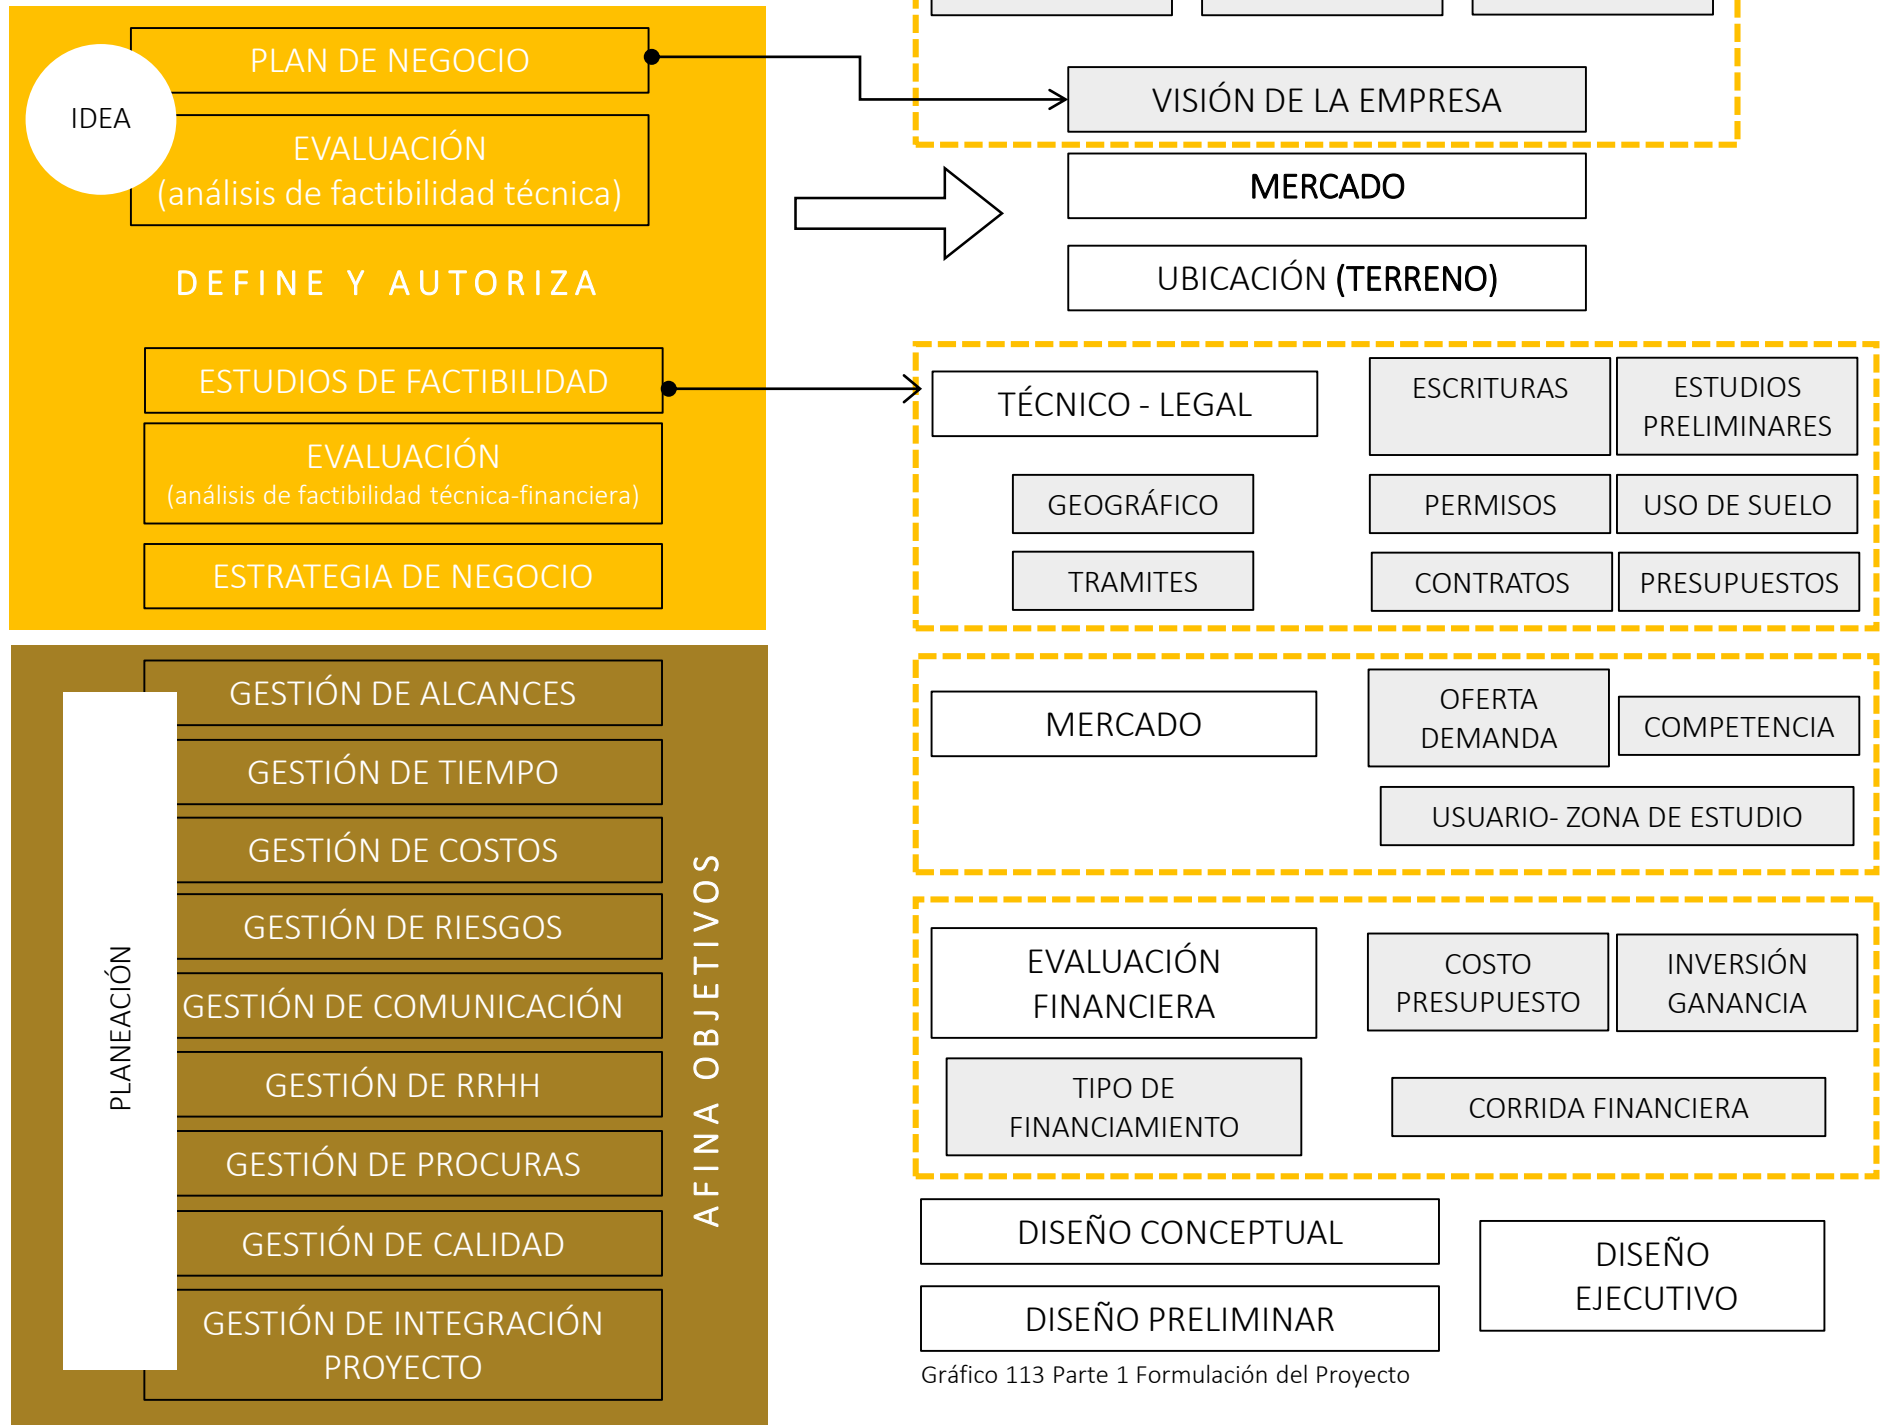 IDEA
PLAN DE NEGOCIO
EVALUACIÓN
(análisis de factibilidad técnica)
DEFINE Y AUTORIZA
ESTUDIOS DE FACTIBILIDAD
EVALUACIÓN
(análisis de factibilidad técnica-financiera)
ESTRATEGIA DE NEGOCIO
PLANEACIÓN
GESTIÓN DE ALCANCES
GESTIÓN DE TIEMPO
GESTIÓN DE COSTOS
GESTIÓN DE RIESGOS
GESTIÓN DE COMUNICACIÓN
GESTIÓN DE RRHH
GESTIÓN DE PROCURAS
GESTIÓN DE CALIDAD
GESTIÓN DE INTEGRACIÓN
PROYECTO
AFINA OBJETIVOS
VISIÓN DE LA EMPRESA
MERCADO
UBICACIÓN (TERRENO)
TÉCNICO - LEGAL
GEOGRÁFICO
TRAMITES
ESCRITURAS
ESTUDIOS
PRELIMINARES
PERMISOS
USO DE SUELO
CONTRATOS
PRESUPUESTOS
MERCADO
OFERTA
DEMANDA
COMPETENCIA
USUARIO- ZONA DE ESTUDIO
EVALUACIÓN
FINANCIERA
COSTO
PRESUPUESTO
INVERSIÓN
GANANCIA
TIPO DE
FINANCIAMIENTO
CORRIDA FINANCIERA
DISEÑO CONCEPTUAL
DISEÑO PRELIMINAR
DISEÑO
EJECUTIVO
Gráfico 113 Parte 1 Formulación del Proyecto